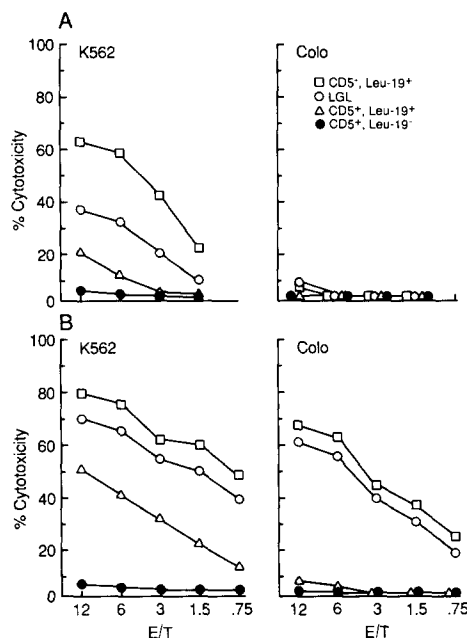 A
K562
Colo
100
80
60
40
20
0
% Cytotoxicity
CD5-, Leu-19+
LGL
CD5+, Leu-19+
CD5+, Leu-19-
B
K562
Colo
100
80
60
40
20
0
% Cytotoxicity
12 6 3 1.5 .75
12 6 3 1.5 .75
E/T
E/T